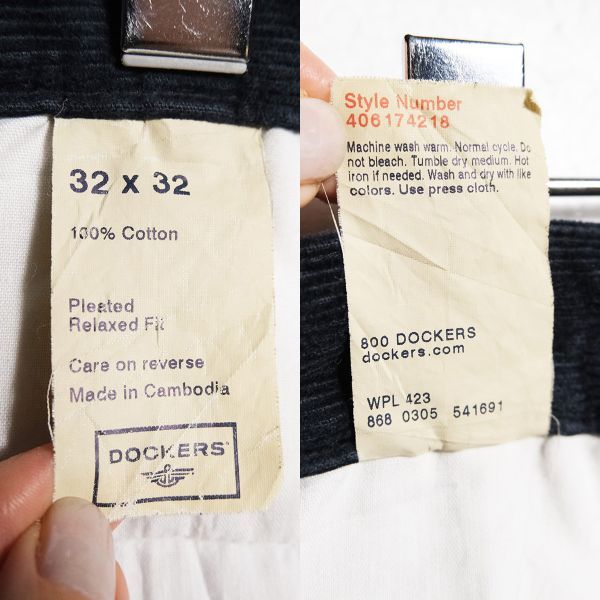 32 x 32
100% Cotton
Pleated
Relaxed Fit
Care on reverse
Made in Cambodia
DOCKERS®
Style Number
406174218
Machine wash warm. Normal cycle. Do
not bleach. Tumble dry medium. Hot
iron if needed. Wash and dry with like
colors. Use press cloth.
800 DOCKERS
dockers.com
WPL 423
868 0305 541691